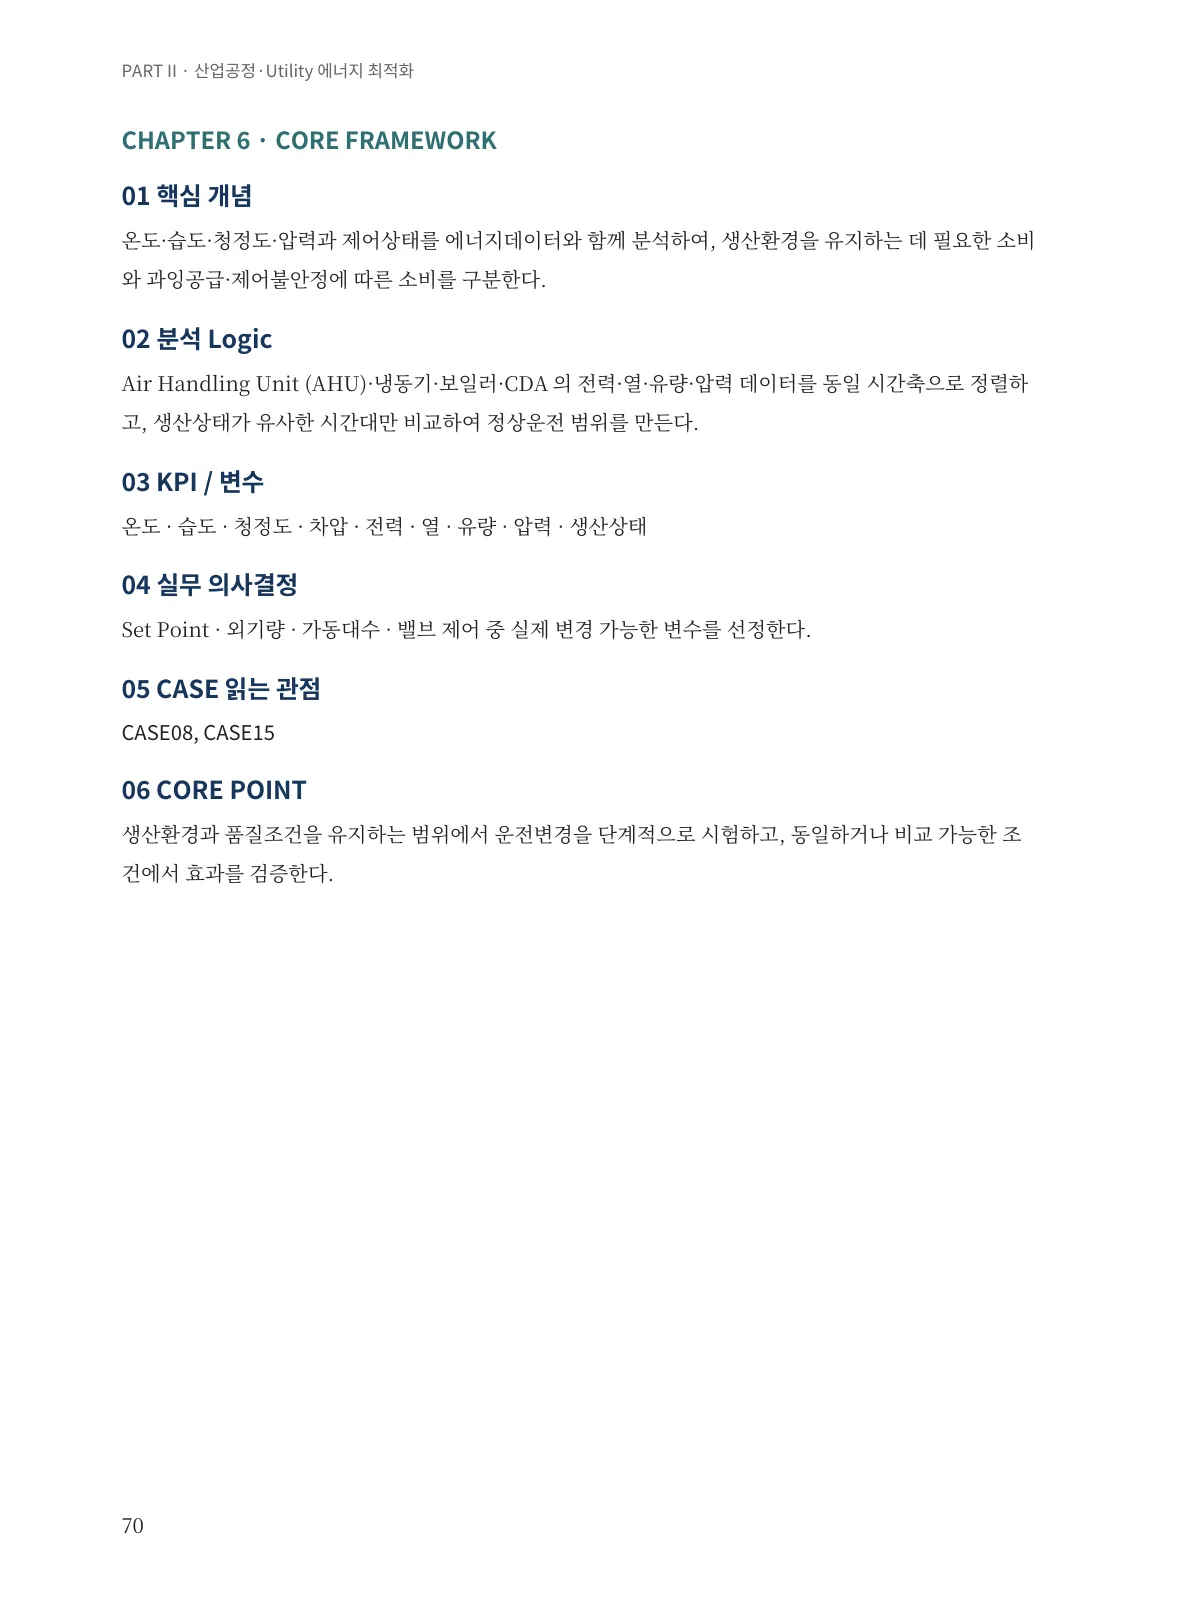 PART II · 산업공정·Utility 에너지 최적화
CHAPTER 6 · CORE FRAMEWORK
01 핵심 개념
온도·습도·청정도·압력과 제어상태를 에너지데이터와 함께 분석하여, 생산환경을 유지하는 데 필요한 소비
와 과잉공급·제어불안정에 따른 소비를 구분한다.
02 분석 Logic
Air Handling Unit (AHU)·냉동기·보일러·CDA의 전력·열·유량·압력 데이터를 동일 시간축으로 정렬하
고, 생산상태가 유사한 시간대만 비교하여 정상운전 범위를 만든다.
03 KPI / 변수
온도 · 습도 · 청정도 · 차압 · 전력 · 열 · 유량 · 압력 · 생산상태
04 실무 의사결정
Set Point · 외기량 · 가동대수 · 밸브 제어 중 실제 변경 가능한 변수를 선정한다.
05 CASE 읽는 관점
CASE08, CASE15
06 CORE POINT
생산환경과 품질조건을 유지하는 범위에서 운전변경을 단계적으로 시험하고, 동일하거나 비교 가능한 조
건에서 효과를 검증한다.
70